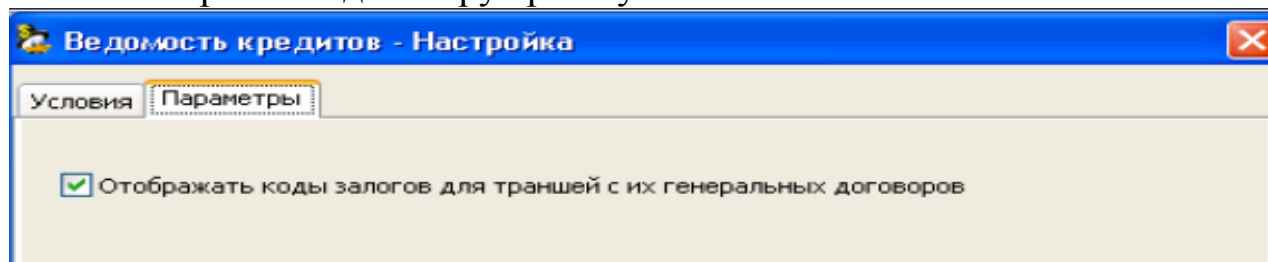 Ведомость кредитов - Настройка
Условия Параметры
Отображать коды залогов для траншей с их генеральных договоров